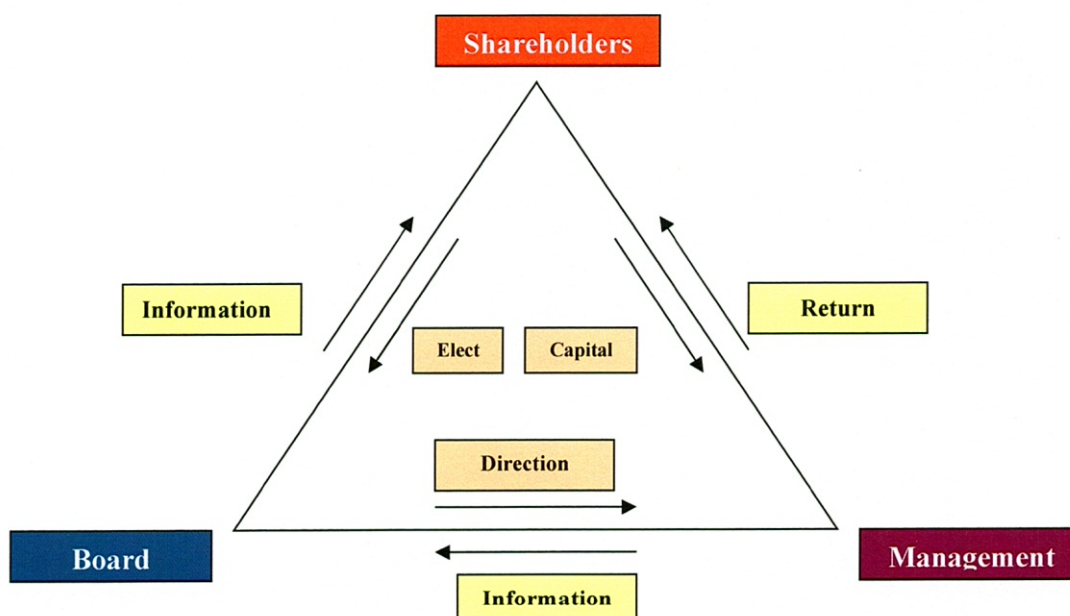 Shareholders
Information
Return
Elect
Capital
Direction
Board
Management
Information